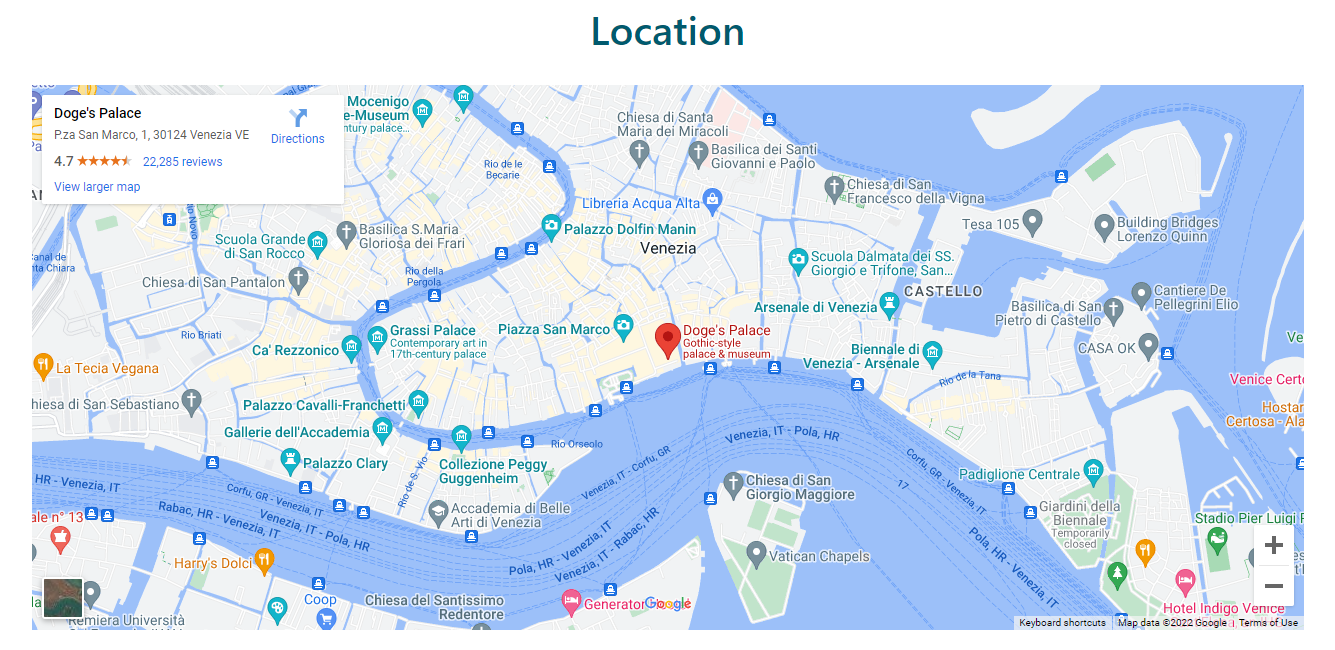 Location
Doge's Palace
P.za San Marco, 1, 30124 Venezia VE
4.7
22,285 reviews
View larger map
Directions
Mocenigo
e-Museum
ntury palace...
Chiesa di Santa
Maria dei Miracoli
Basilica dei Santi
Giovanni e Paolo
Rio de le
Becarie
Chiesa di San
Francesco della Vigna
Libreria Acqua Alta
Tesa 105
Building Bridges
Lorenzo Quinn
Palazzo Dolfin Manin
Basilica S.Maria
Gloriosa dei Frari
Rio Novo
Scuola Grande
di San Rocco
Venezia
Canal de
nta Chiara
Scuola Dalmata dei SS.
Giorgio e Trifone, San...
Rio della
Pergola
Chiesa di San Pantalon
CASTELLO
Cantiere De
Pellegrini Elio
Arsenale di Venezia
Basilica di San
Pietro di Castello
Rio Briati
Grassi Palace
Contemporary art in
17th-century palace
Piazza San Marco
Doge's Palace
Gothic-style
palace & museum
Ca' Rezzonico
Biennale di
Venezia - Arsenale
CASA OK
Ve
La Tecia Vegana
Rio de la Tana
Venice Certo
Palazzo Cavalli-Franchetti
hiesa di San Sebastiano
Hostar
Certosa - Ala
Gallerie dell'Accademia
Rio Orseolo
Venezia, IT - Pola, HR
Palazzo Clary
Collezione Peggy
Guggenheim
Rio de S. Vio
Venezia, IT - Corfu, GR
Corfu, GR - Venezia, IT
17
Padiglione Centrale
HR - Venezia, IT
Corfu, GR - Venezia, IT
Chiesa di San
Giorgio Maggiore
Rabac, HR - Venezia, IT
Venezia, IT - Pola, HR
Accademia di Belle
Arti di Venezia
Giardini della
Biennale
Temporarily
closed
ale n° 13
Stadio Pier Luigi P
Pola, HR - Venezia, IT
Venezia, IT - Rabac, HR
Pola, HR - Venezia, IT
Vatican Chapels
Harry's Dolci
Coop
Chiesa del Santissimo
Redentore
Generator
Google
Hotel Indigo Venice
Remiera Università
Keyboard shortcuts
Map data ©2022 Google
Terms of Use